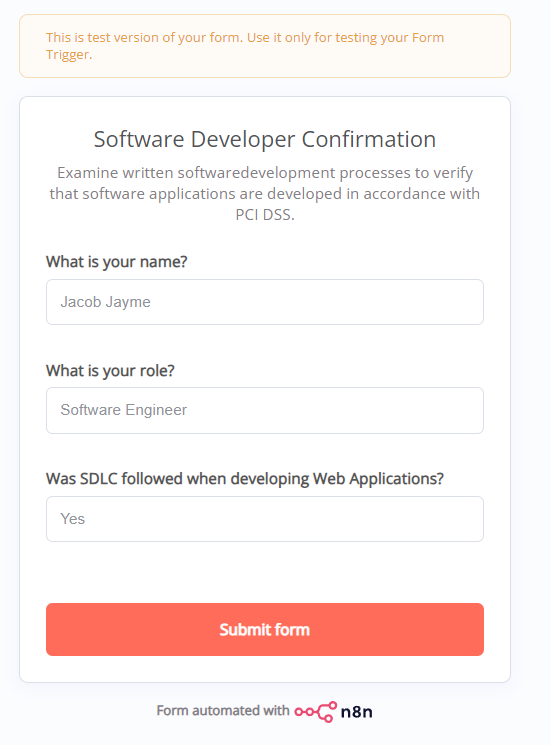 This is test version of your form. Use it only for testing your Form
Trigger.
Software Developer Confirmation
Examine written softwaredevelopment processes to verify
that software applications are developed in accordance with
PCI DSS.
What is your name?
Jacob Jayme
What is your role?
Software Engineer
Was SDLC followed when developing Web Applications?
Yes
Submit form
Form automated with n8n